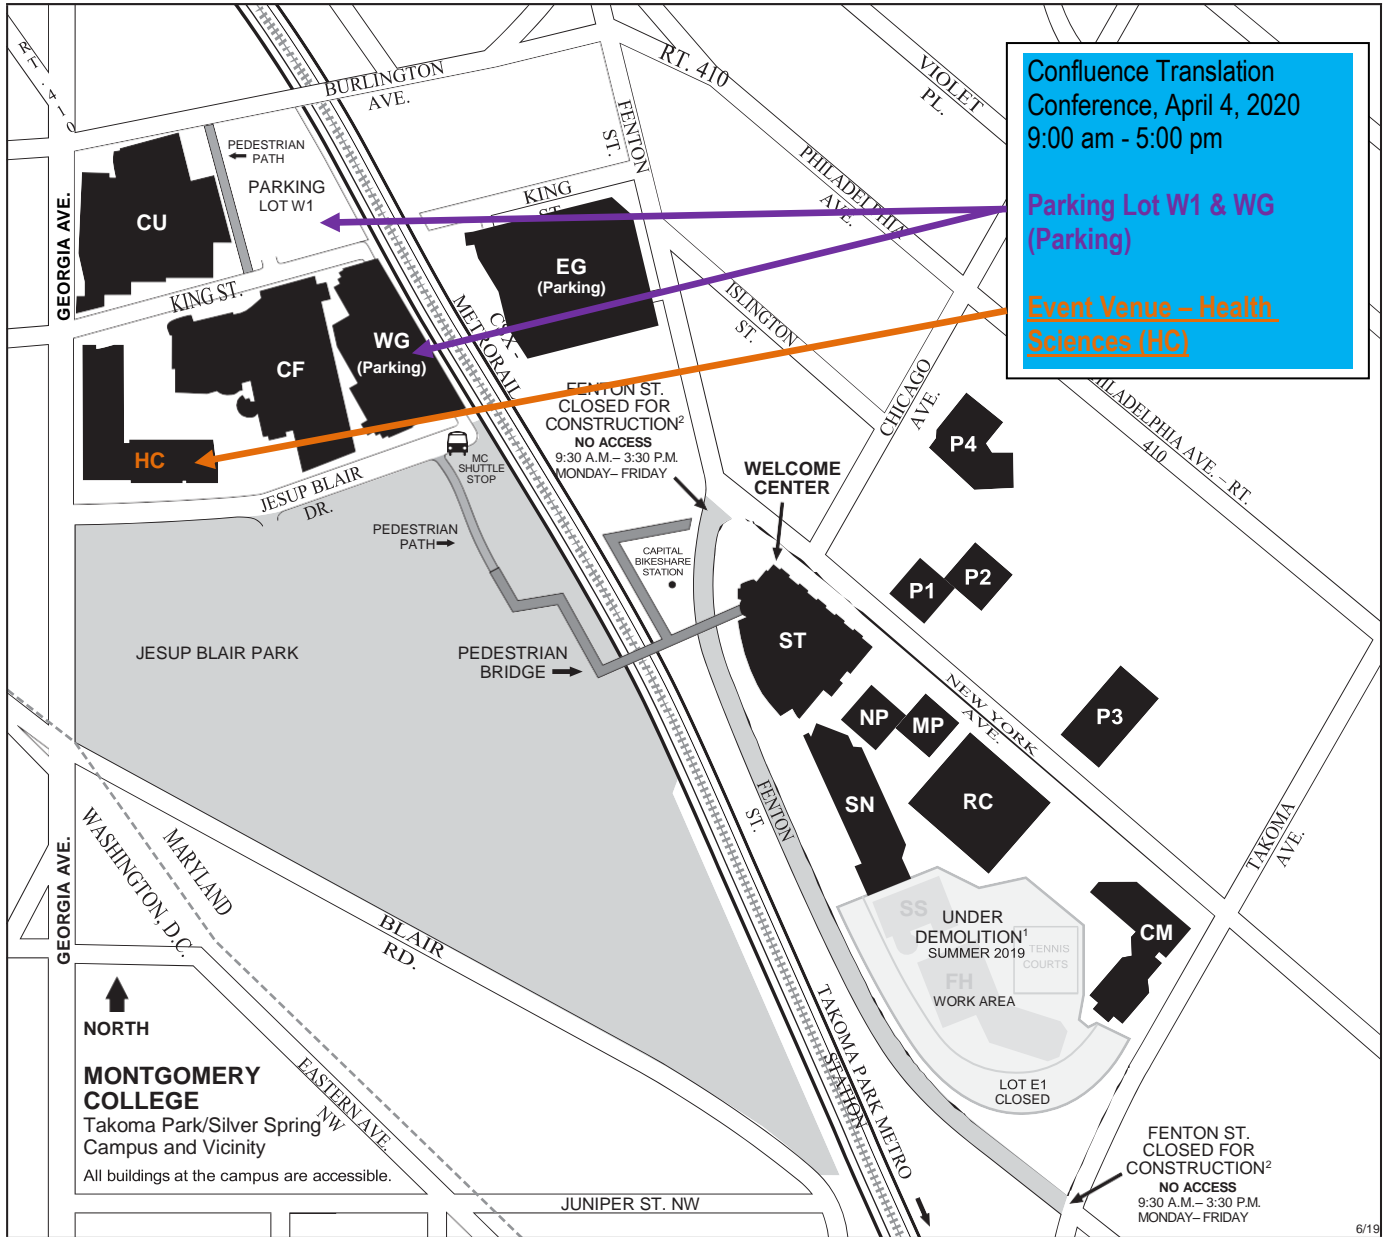 RT. 410
BURLINGTON
AVE.
RT. 410
FENTON
ST.
VIOLET
PL.
PHILADELPHIA
AVE.
Confluence Translation
Conference, April 4, 2020
9:00 am - 5:00 pm
Parking Lot W1 & WG
(Parking)
Event Venue – Health
Sciences (HC)
PEDESTRIAN
PATH
PARKING
LOT W1
CU
GEORGIA AVE.
KING
ST.
KING ST.
EG
(Parking)
WG
(Parking)
CF
HC
CSX -
METRORAIL
ISLINGTON
ST.
CHICAGO
AVE.
PHILADELPHIA AVE. – RT.
410
FENTON ST.
CLOSED FOR
CONSTRUCTION²
NO ACCESS
9:30 A.M.– 3:30 P.M.
MONDAY– FRIDAY
MC
SHUTTLE
STOP
JESUP BLAIR
DR.
WELCOME
CENTER
P4
PEDESTRIAN
PATH
CAPITAL
BIKESHARE
STATION
P1
P2
ST
JESUP BLAIR PARK
PEDESTRIAN
BRIDGE
NEW YORK
AVE.
NP
MP
P3
SN
RC
FENTON
ST.
TAKOMA
AVE.
GEORGIA AVE.
WASHINGTON, D.C.
MARYLAND
BLAIR
RD.
SS
UNDER
DEMOLITION¹
SUMMER 2019
TENNIS
COURTS
FH
WORK AREA
CM
LOT E1
CLOSED
TAKOMA PARK METRO
STATION
NORTH
MONTGOMERY
COLLEGE
Takoma Park/Silver Spring
Campus and Vicinity
All buildings at the campus are accessible.
EASTERN AVE.
NW
JUNIPER ST. NW
FENTON ST.
CLOSED FOR
CONSTRUCTION²
NO ACCESS
9:30 A.M.– 3:30 P.M.
MONDAY– FRIDAY
6/19